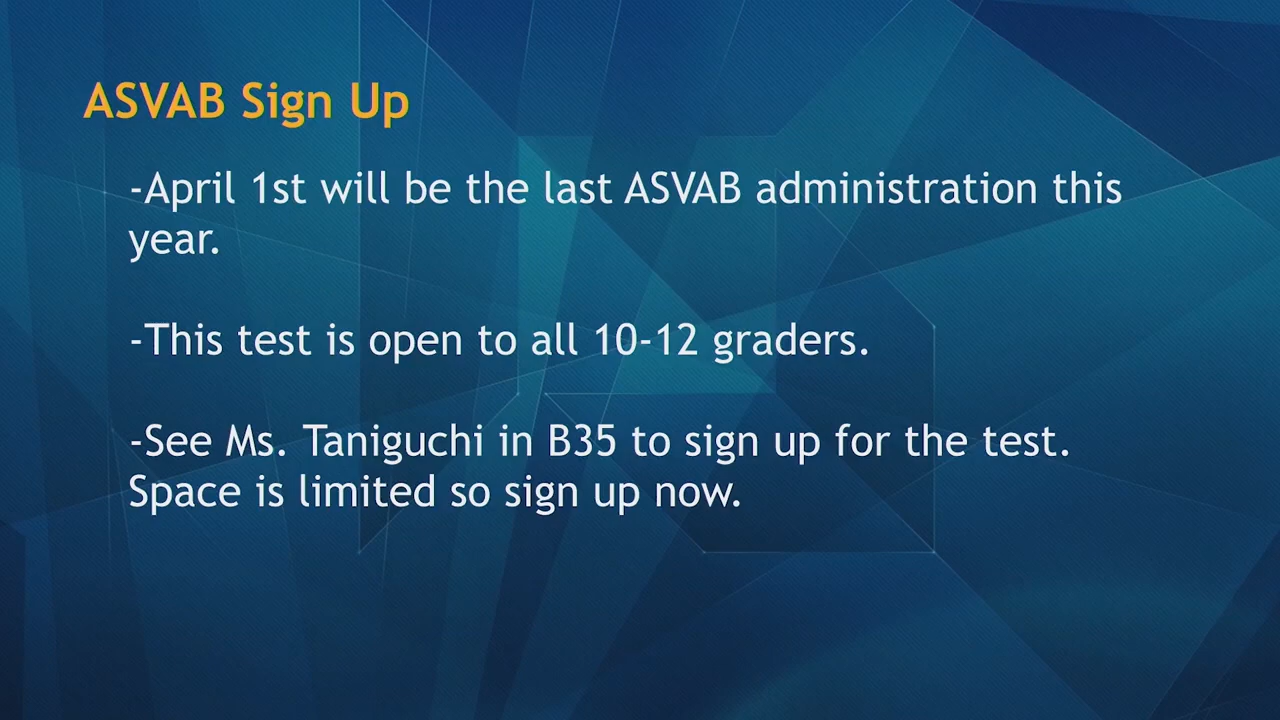 ASVAB Sign Up
-April 1st will be the last ASVAB administration this
year.
-This test is open to all 10-12 graders.
-See Ms. Taniguchi in B35 to sign up for the test.
Space is limited so sign up now.